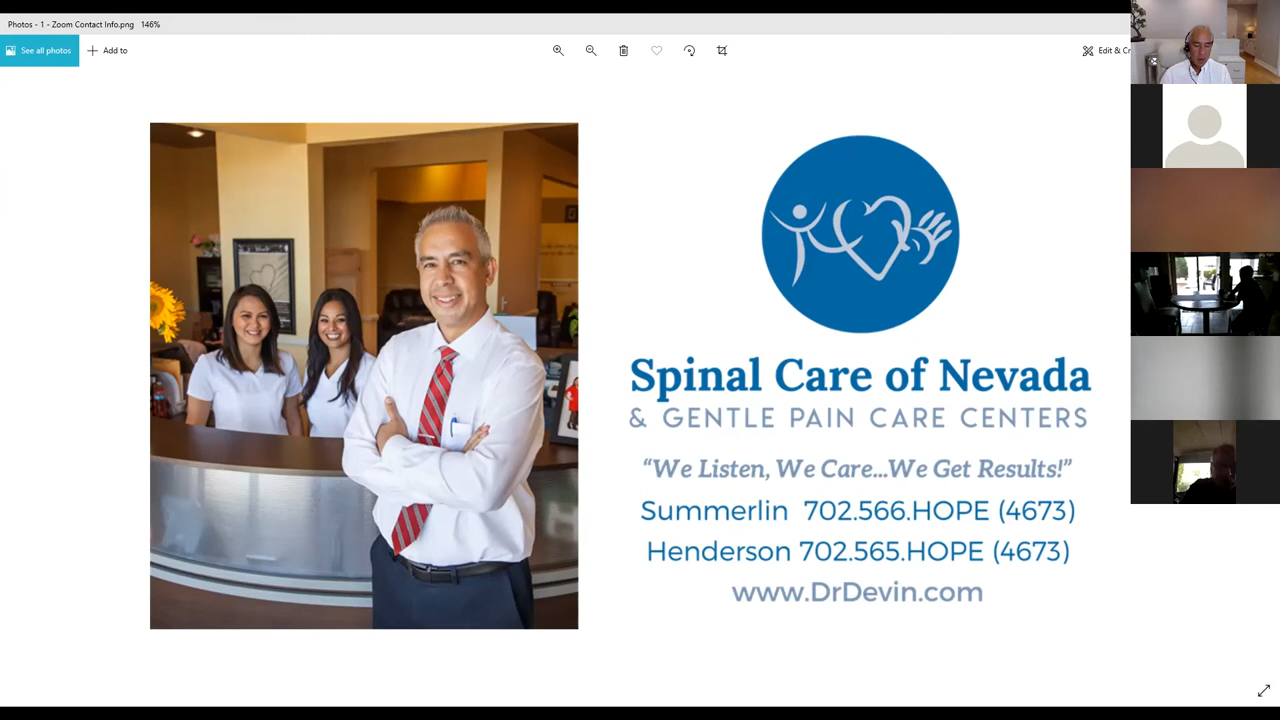 Photos - 1 - Zoom Contact Info.png 146%
See all photos
Add to
Edit & Cr
Spinal Care of Nevada
& GENTLE PAIN CARE CENTERS
“We Listen, We Care...We Get Results!”
Summerlin 702.566.HOPE (4673)
Henderson 702.565.HOPE (4673)
www.DrDevin.com